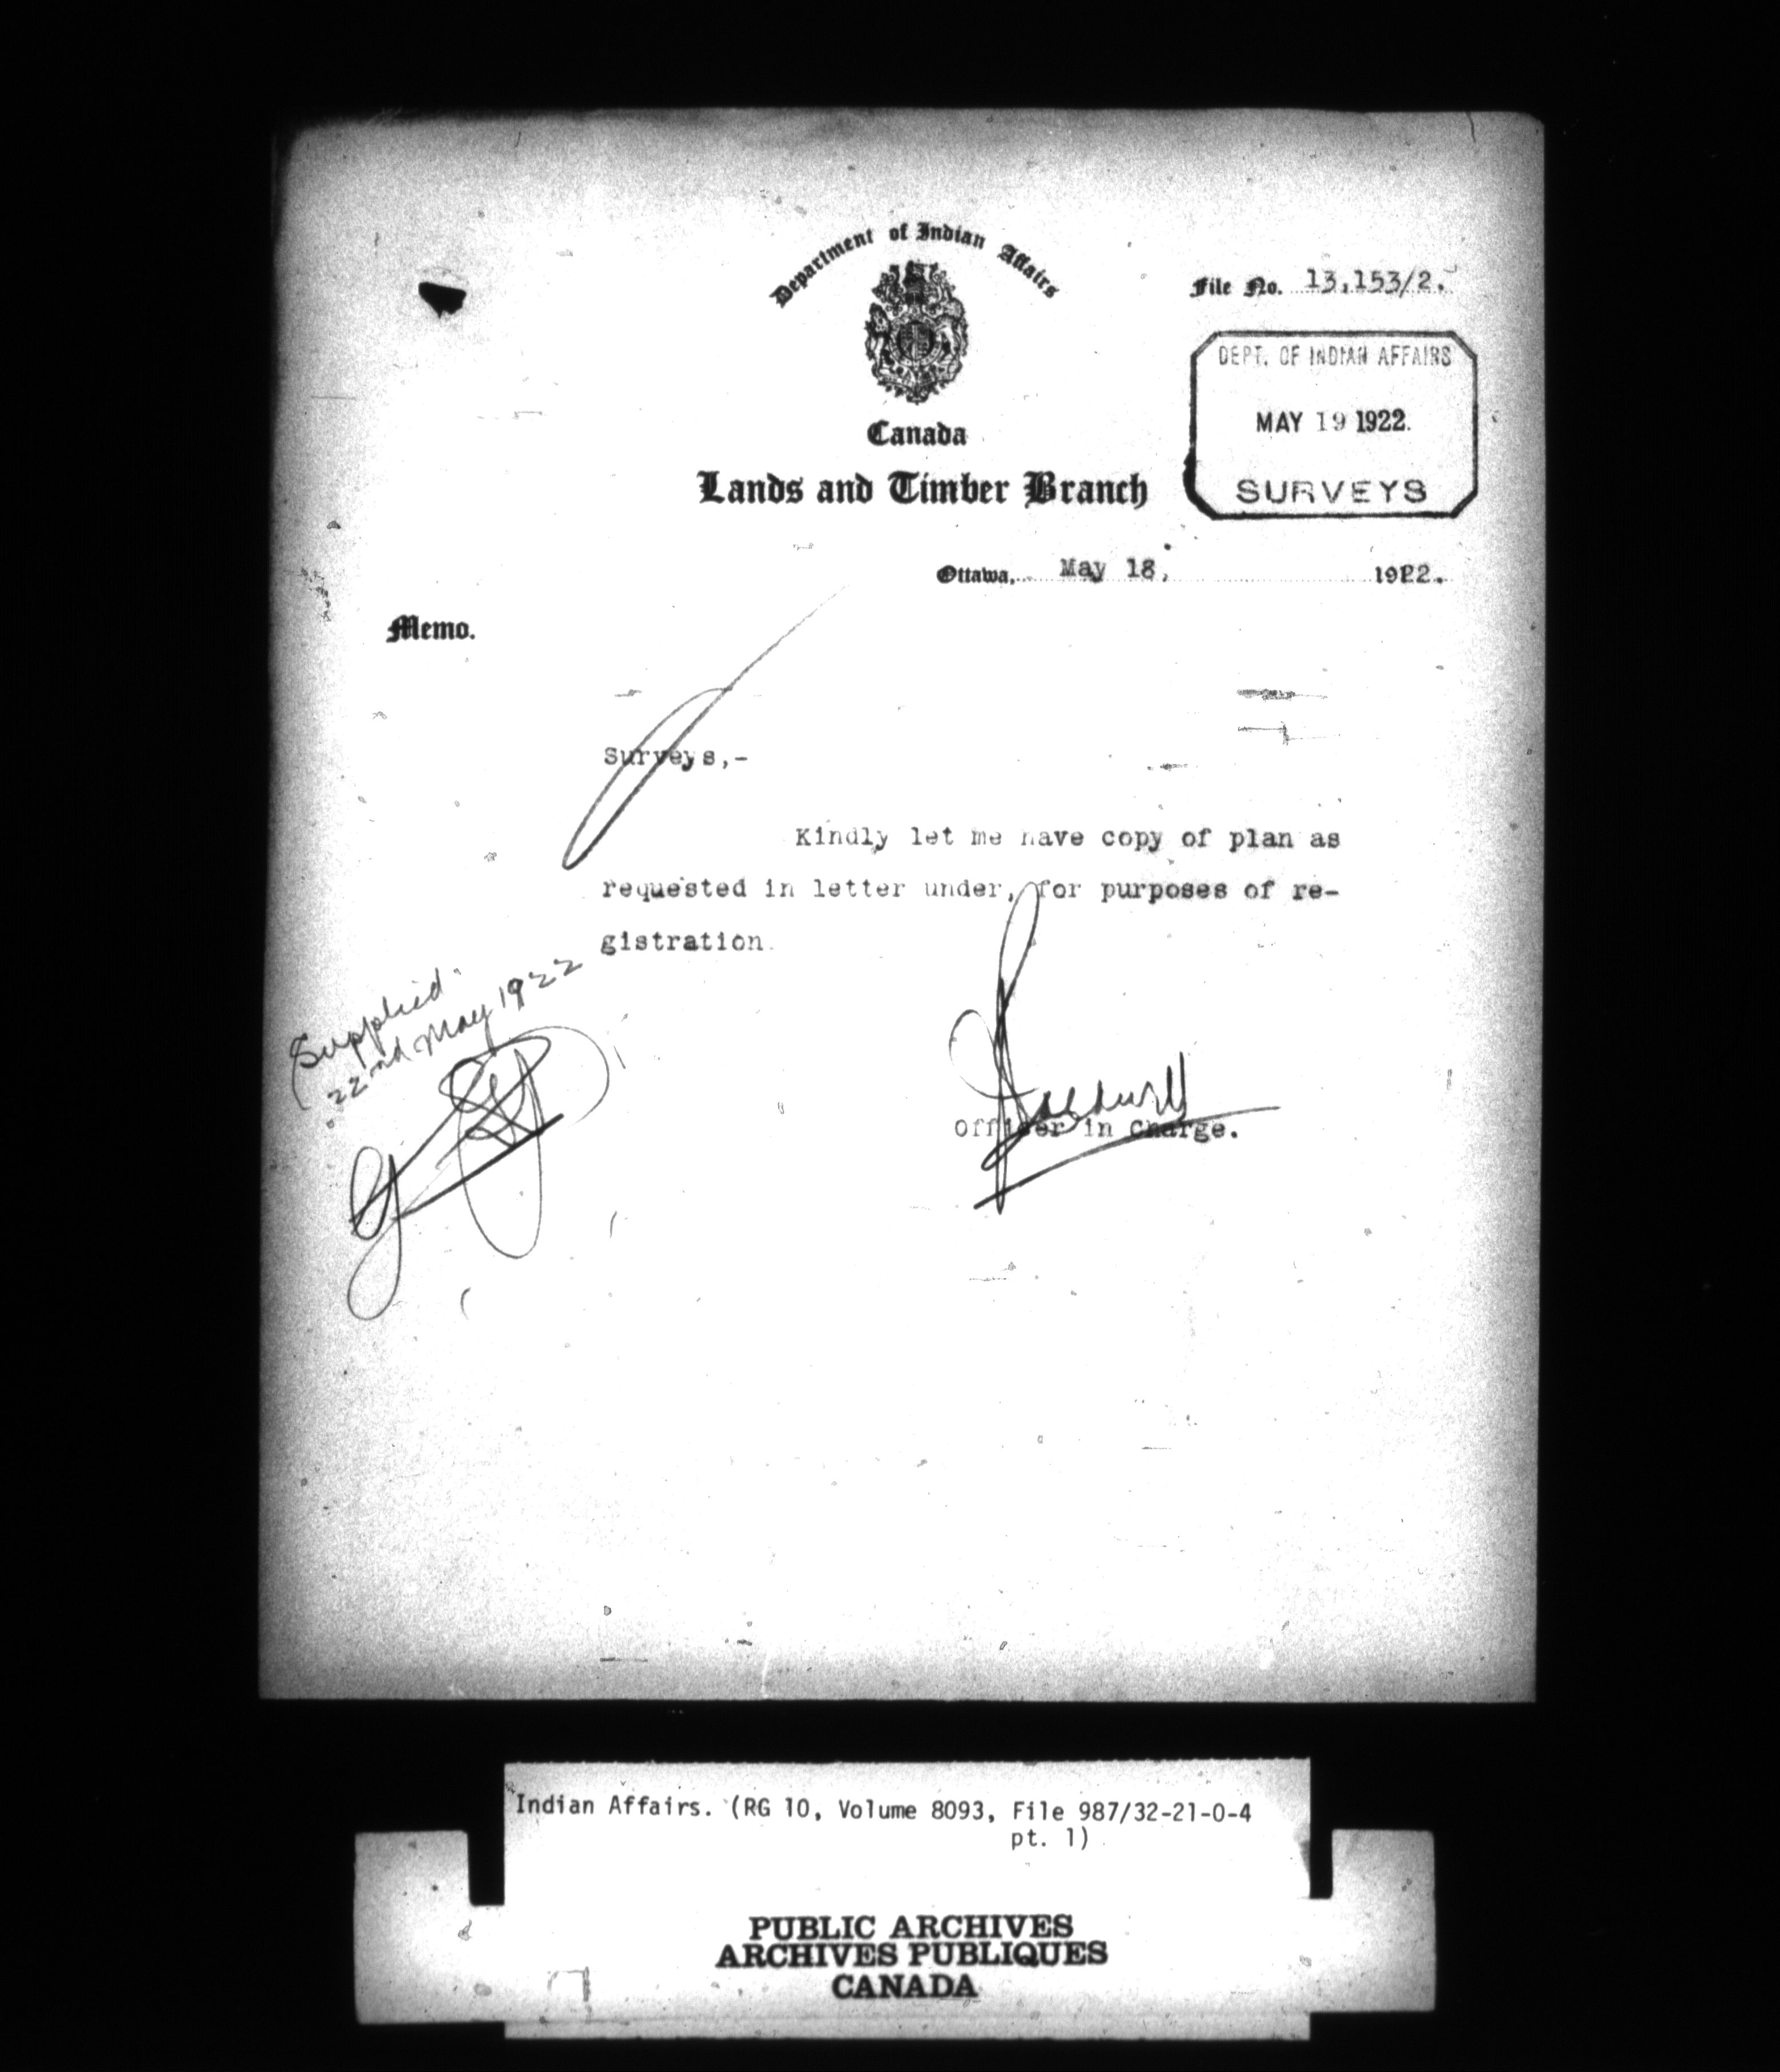 Department of Indian Affairs
File No. 13,153/2.
DEPT. OF INDIAN AFFAIRS
MAY 19 1922.
SURVEYS
Canada
Lands and Timber Branch
Ottawa, May 18, 1922.
Memo.
Surveys,-
Kindly let me have copy of plan as
requested in letter under, for purposes of re-
gistration.
Supplied
22nd May 1922
Officer in Charge.
Indian Affairs. (RG 10, Volume 8093, File 987/32-21-0-4
pt. 1)
PUBLIC ARCHIVES
ARCHIVES PUBLIQUES
CANADA